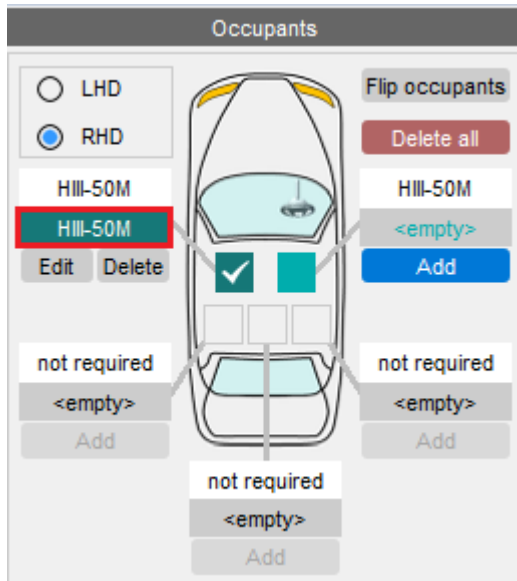 Occupants
LHD
Flip occupants
RHD
Delete all
HIII-50M
HIII-50M
HIII-50M
<empty>
Edit Delete
Add
not required
not required
<empty>
<empty>
Add
Add
not required
<empty>
Add